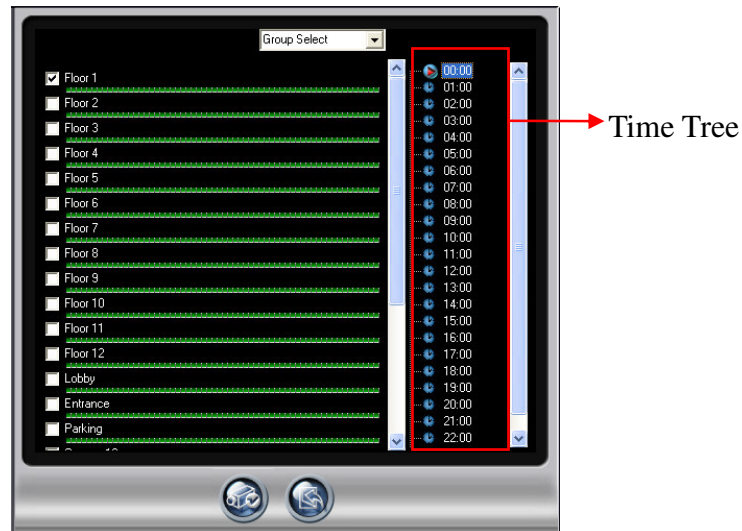 Group Select
Floor 1
Floor 2
Floor 3
Floor 4
Floor 5
Floor 6
Floor 7
Floor 8
Floor 9
Floor 10
Floor 11
Floor 12
Lobby
Entrance
Parking
00:00
01:00
02:00
03:00
04:00
05:00
06:00
07:00
08:00
09:00
10:00
11:00
12:00
13:00
14:00
15:00
16:00
17:00
18:00
19:00
20:00
21:00
22:00
Time Tree